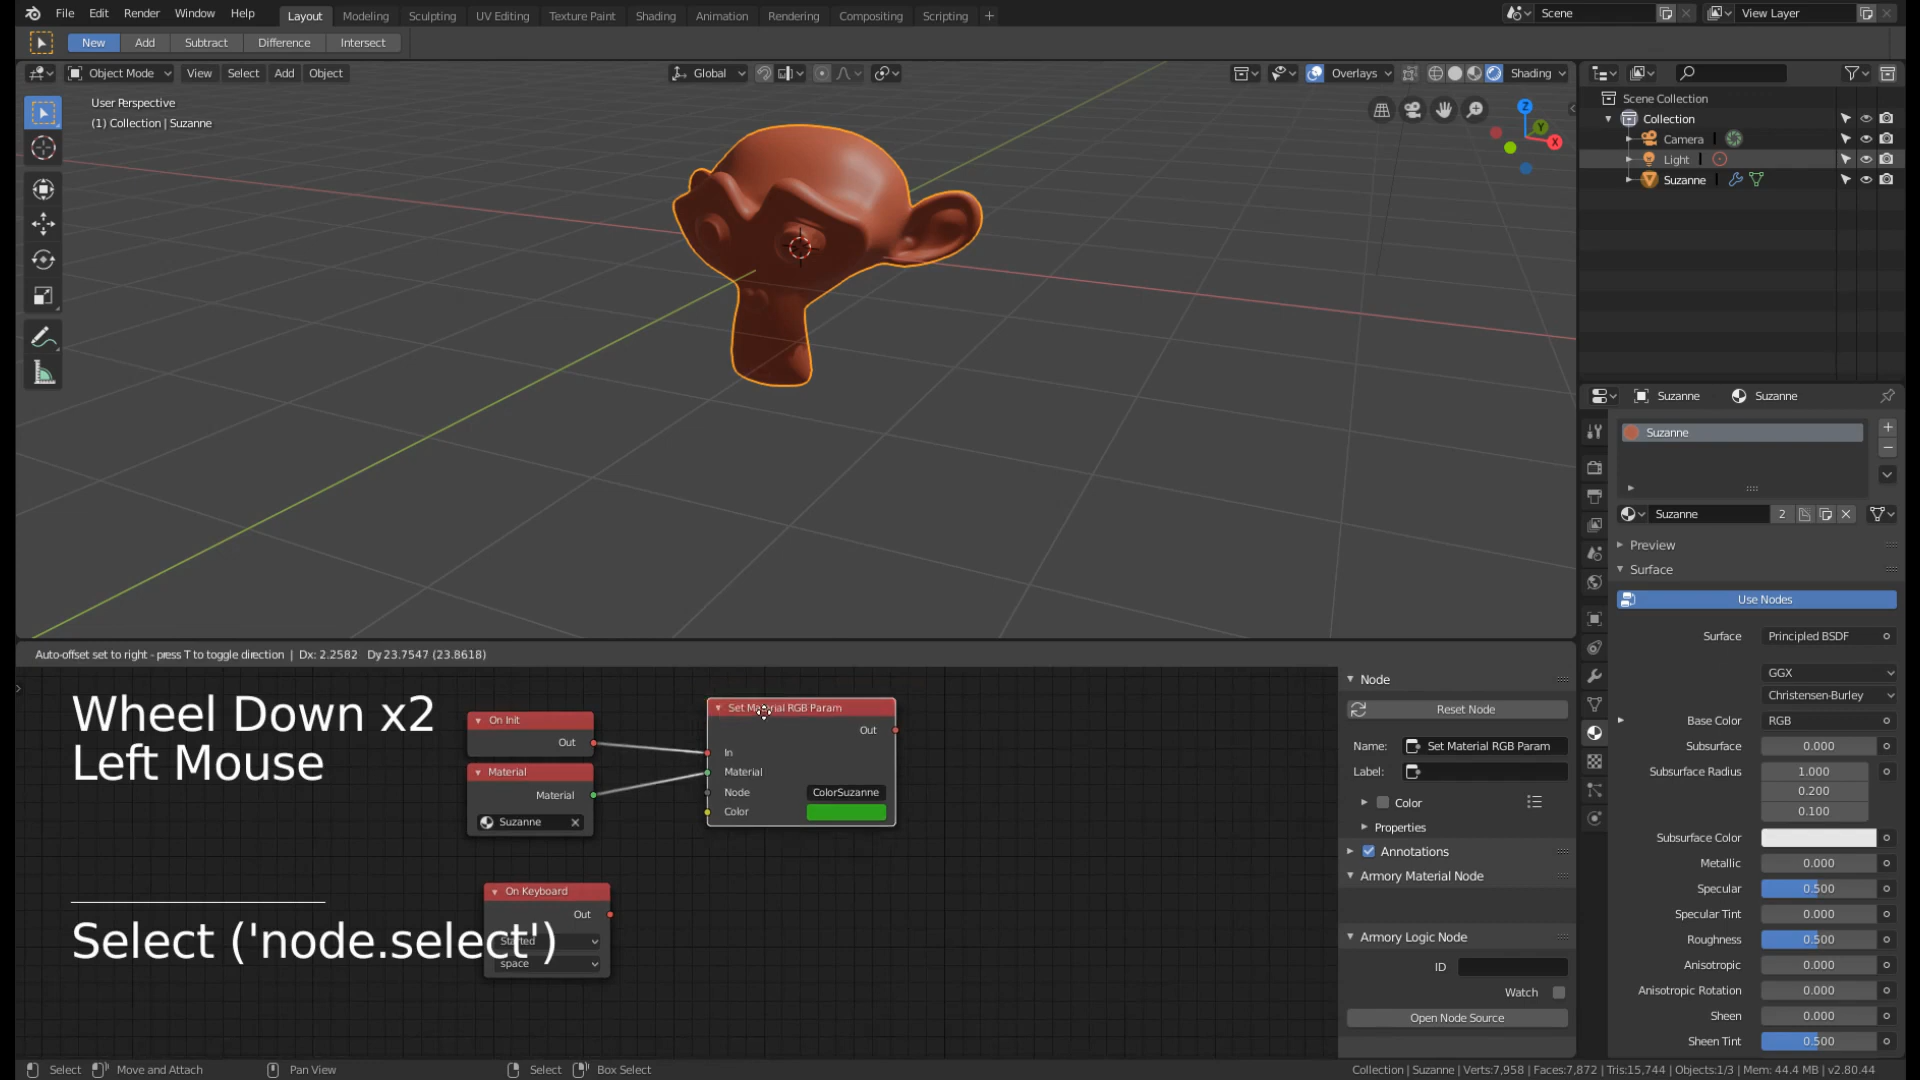 File Edit Render Window Help Layout Modeling Sculpting UV Editing Texture Paint Shading Animation Rendering Compositing Scripting + Scene View Layer
New Add Subtract Difference Intersect
Object Mode View Select Add Object Global Overlays Shading
User Perspective
(1) Collection | Suzanne
Z
Y
X
Scene Collection
Collection
Camera
Light
Suzanne
Suzanne Suzanne
Suzanne
Suzanne 2
Preview
Surface
Use Nodes
Surface Principled BSDF
GGX
Christensen-Burley
Base Color RGB
Subsurface 0.000
Subsurface Radius 1.000
0.200
0.100
Subsurface Color
Metallic 0.000
Specular 0.500
Specular Tint 0.000
Roughness 0.500
Anisotropic 0.000
Anisotropic Rotation 0.000
Sheen 0.000
Sheen Tint 0.500
Auto-offset set to right - press T to toggle direction | Dx: 2.2582 Dy 23.7547 (23.8618)
Wheel Down x2
Left Mouse
Select ('node.select')
On Init
Out
Material
Material
Suzanne
On Keyboard
Out
Started
space
Set Material RGB Param
Out
In
Material
Node ColorSuzanne
Color
Node
Reset Node
Name: Set Material RGB Param
Label:
Color
Properties
Annotations
Armory Material Node
Armory Logic Node
ID
Watch
Open Node Source
Select Move and Attach Pan View Select Box Select Collection | Suzanne | Verts:7,958 | Faces:7,872 | Tris:15,744 | Objects:1/3 | Mem: 44.4 MB | v2.80.44